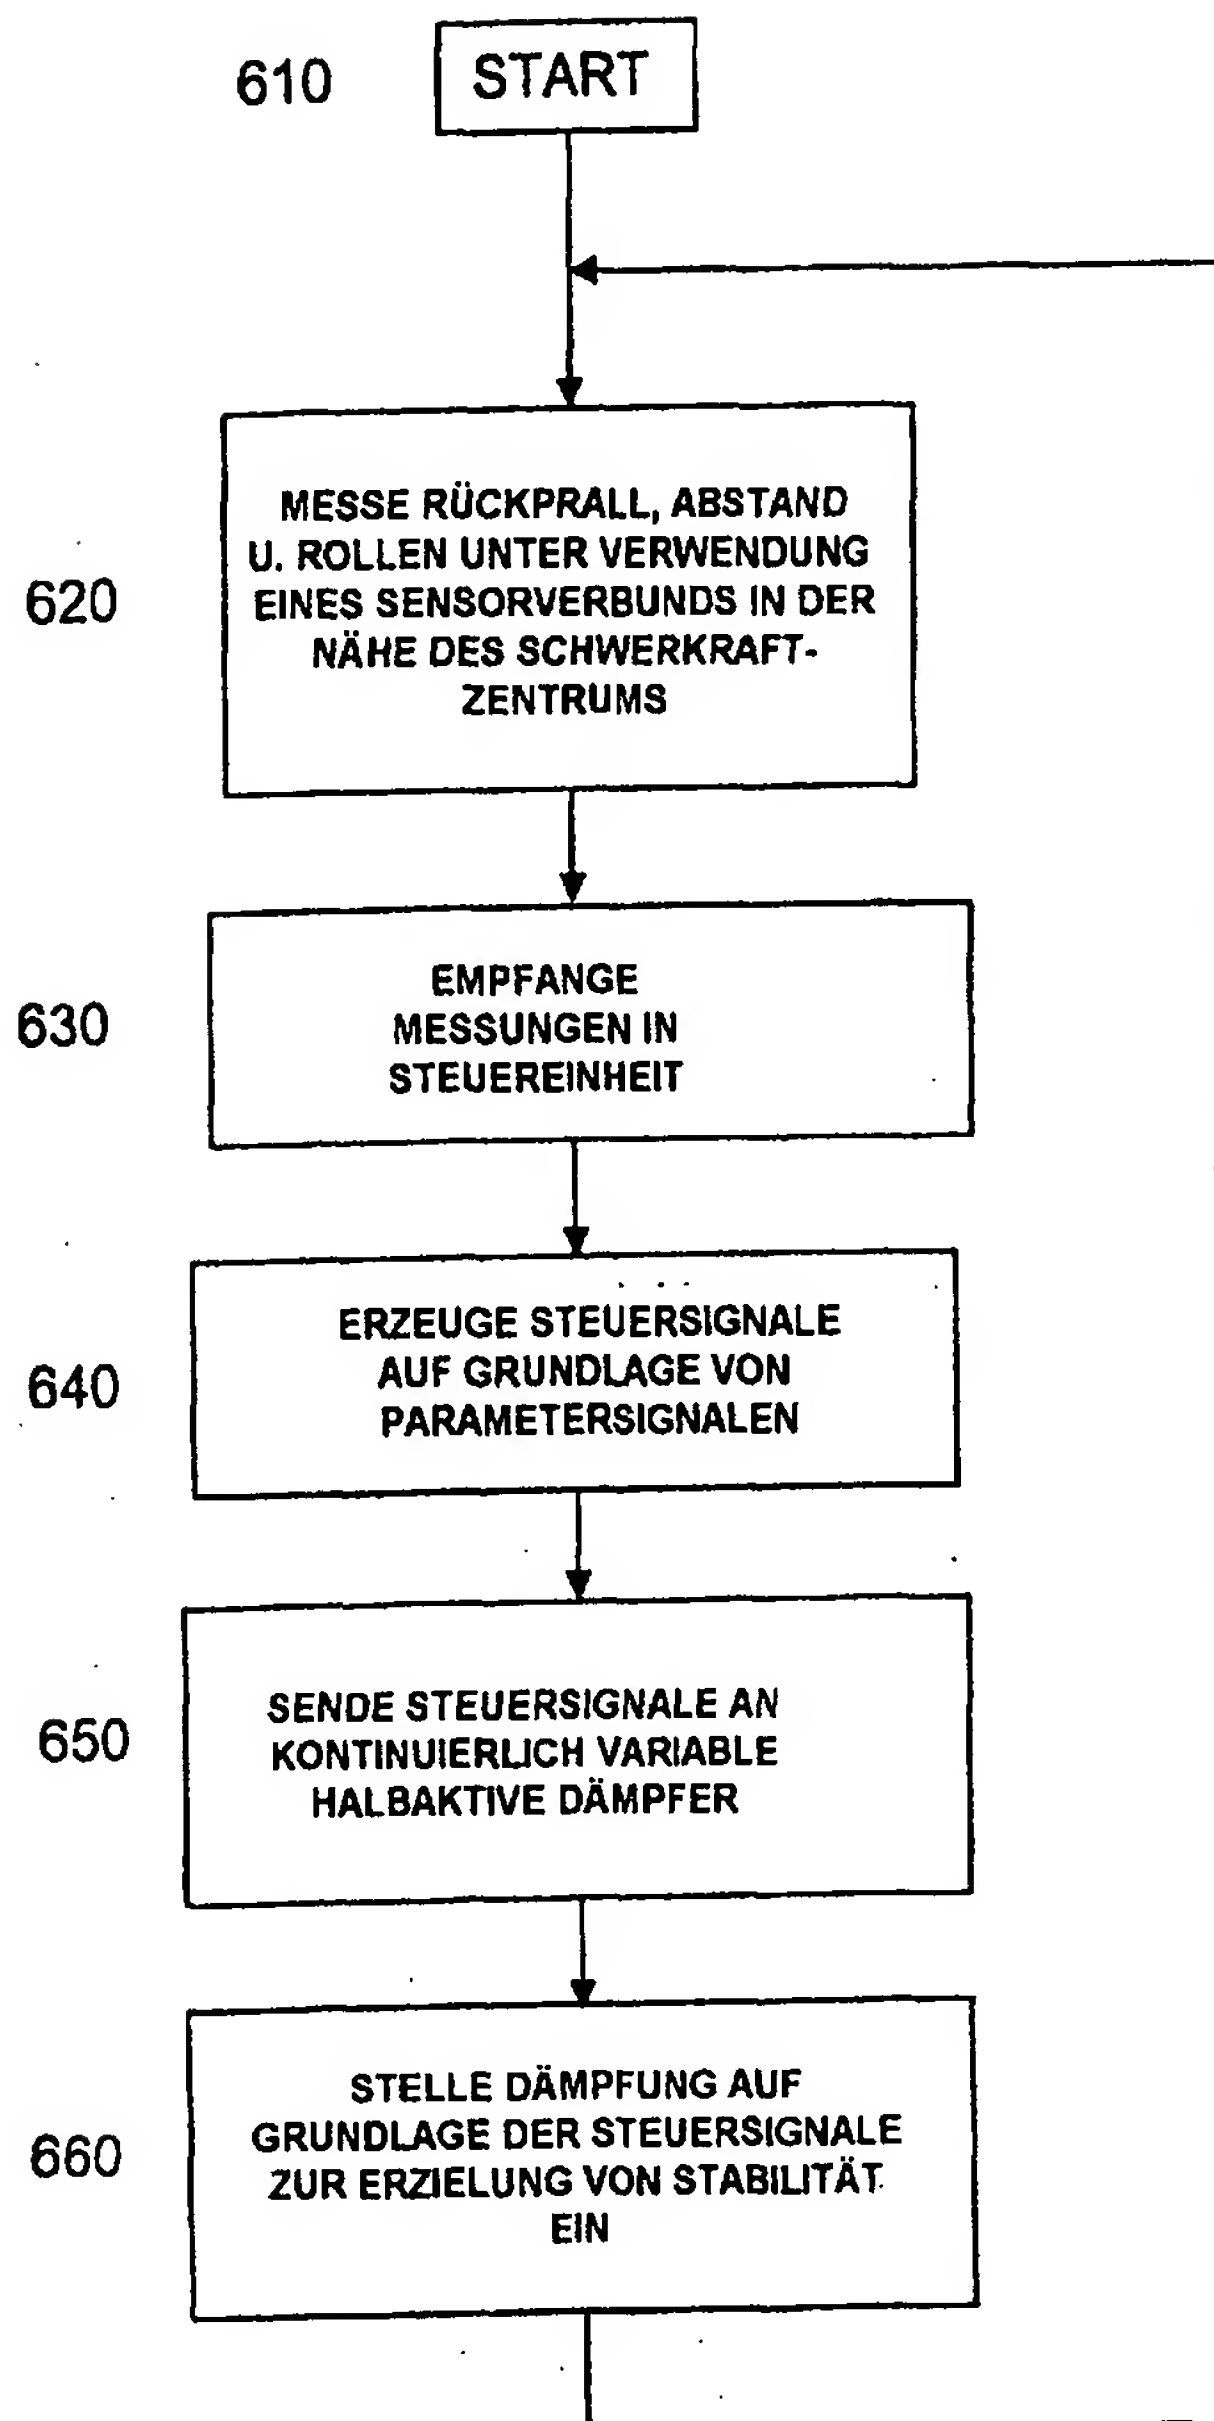 610
START
620
MESSE RÜCKPRALL, ABSTAND
U. ROLLEN UNTER VERWENDUNG
EINES SENSORVERBUNDS IN DER
NÄHE DES SCHWERKRAFT-
ZENTRUMS
630
EMPFANGE
MESSUNGEN IN
STEUEREINHEIT
640
ERZEUGE STEUERSIGNALE
AUF GRUNDLAGE VON
PARAMETERSIGNALEN
650
SENDE STEUERSIGNALE AN
KONTINUIERLICH VARIABLE
HALBAKTIVE DÄMPFER
660
STELLE DÄMPFUNG AUF
GRUNDLAGE DER STEUERSIGNALE
ZUR ERZIELUNG VON STABILITÄT
EIN